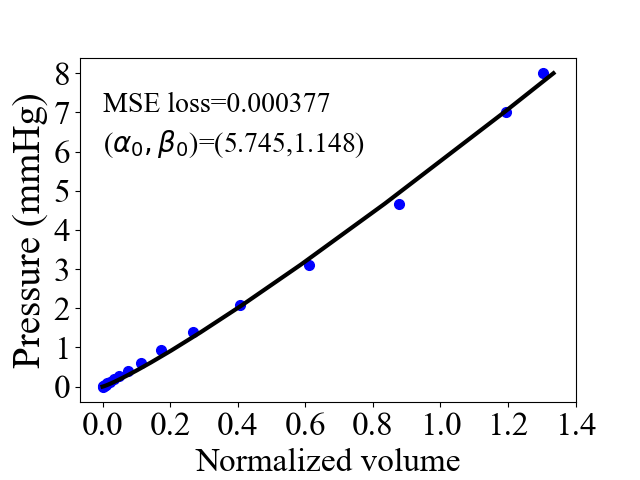 MSE loss=0.000377
(α₀,β₀)=(5.745,1.148)
Pressure (mmHg)
8
7
6
5
4
3
2
1
0
0.0 0.2 0.4 0.6 0.8 1.0 1.2 1.4
Normalized volume